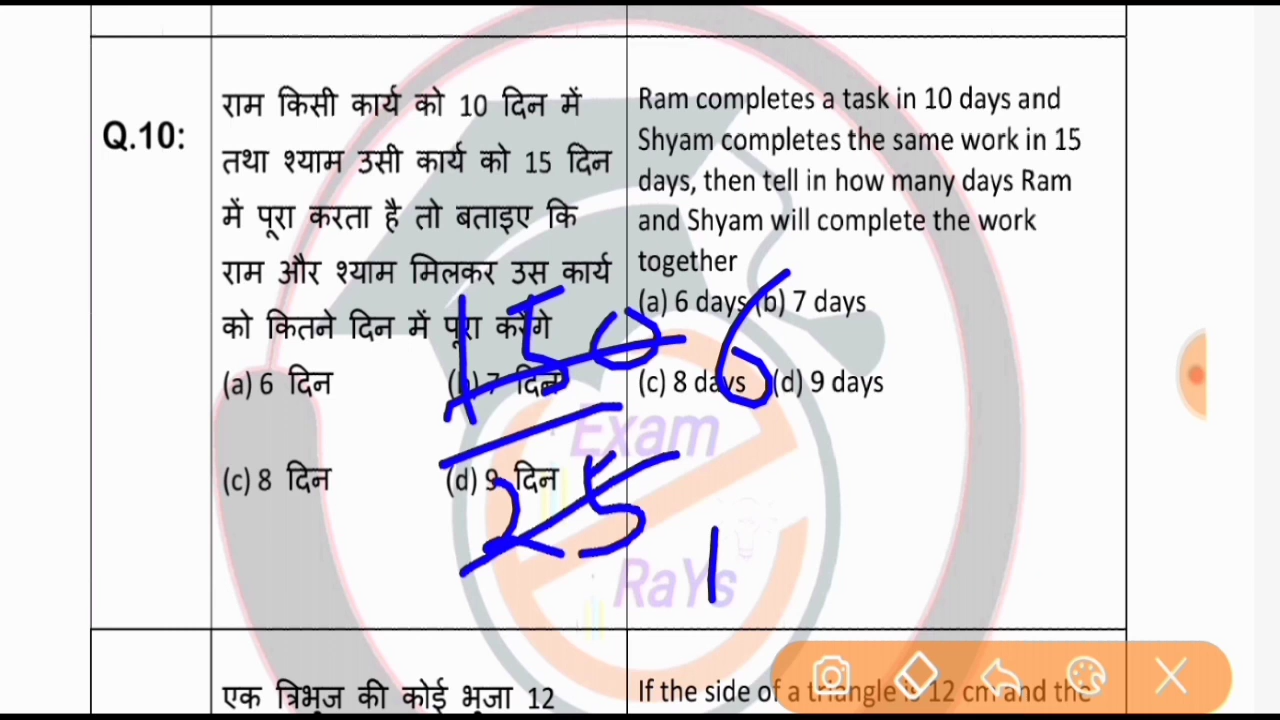 Q.10:
राम किसी कार्य को 10 दिन में
तथा श्याम उसी कार्य को 15 दिन
में पूरा करता है तो बताइए कि
राम और श्याम मिलकर उस कार्य
को कितने दिन में पूरा करेंगे
(a) 6 दिन (b) 7 दिन
(c) 8 दिन (d) 9 दिन
Ram completes a task in 10 days and
Shyam completes the same work in 15
days, then tell in how many days Ram
and Shyam will complete the work
together
(a) 6 days (b) 7 days
(c) 8 days (d) 9 days
150 6
25 1
Exam
RaYs
एक त्रिभुज की कोई भुजा 12
If the side of a triangle is 12 cm and the